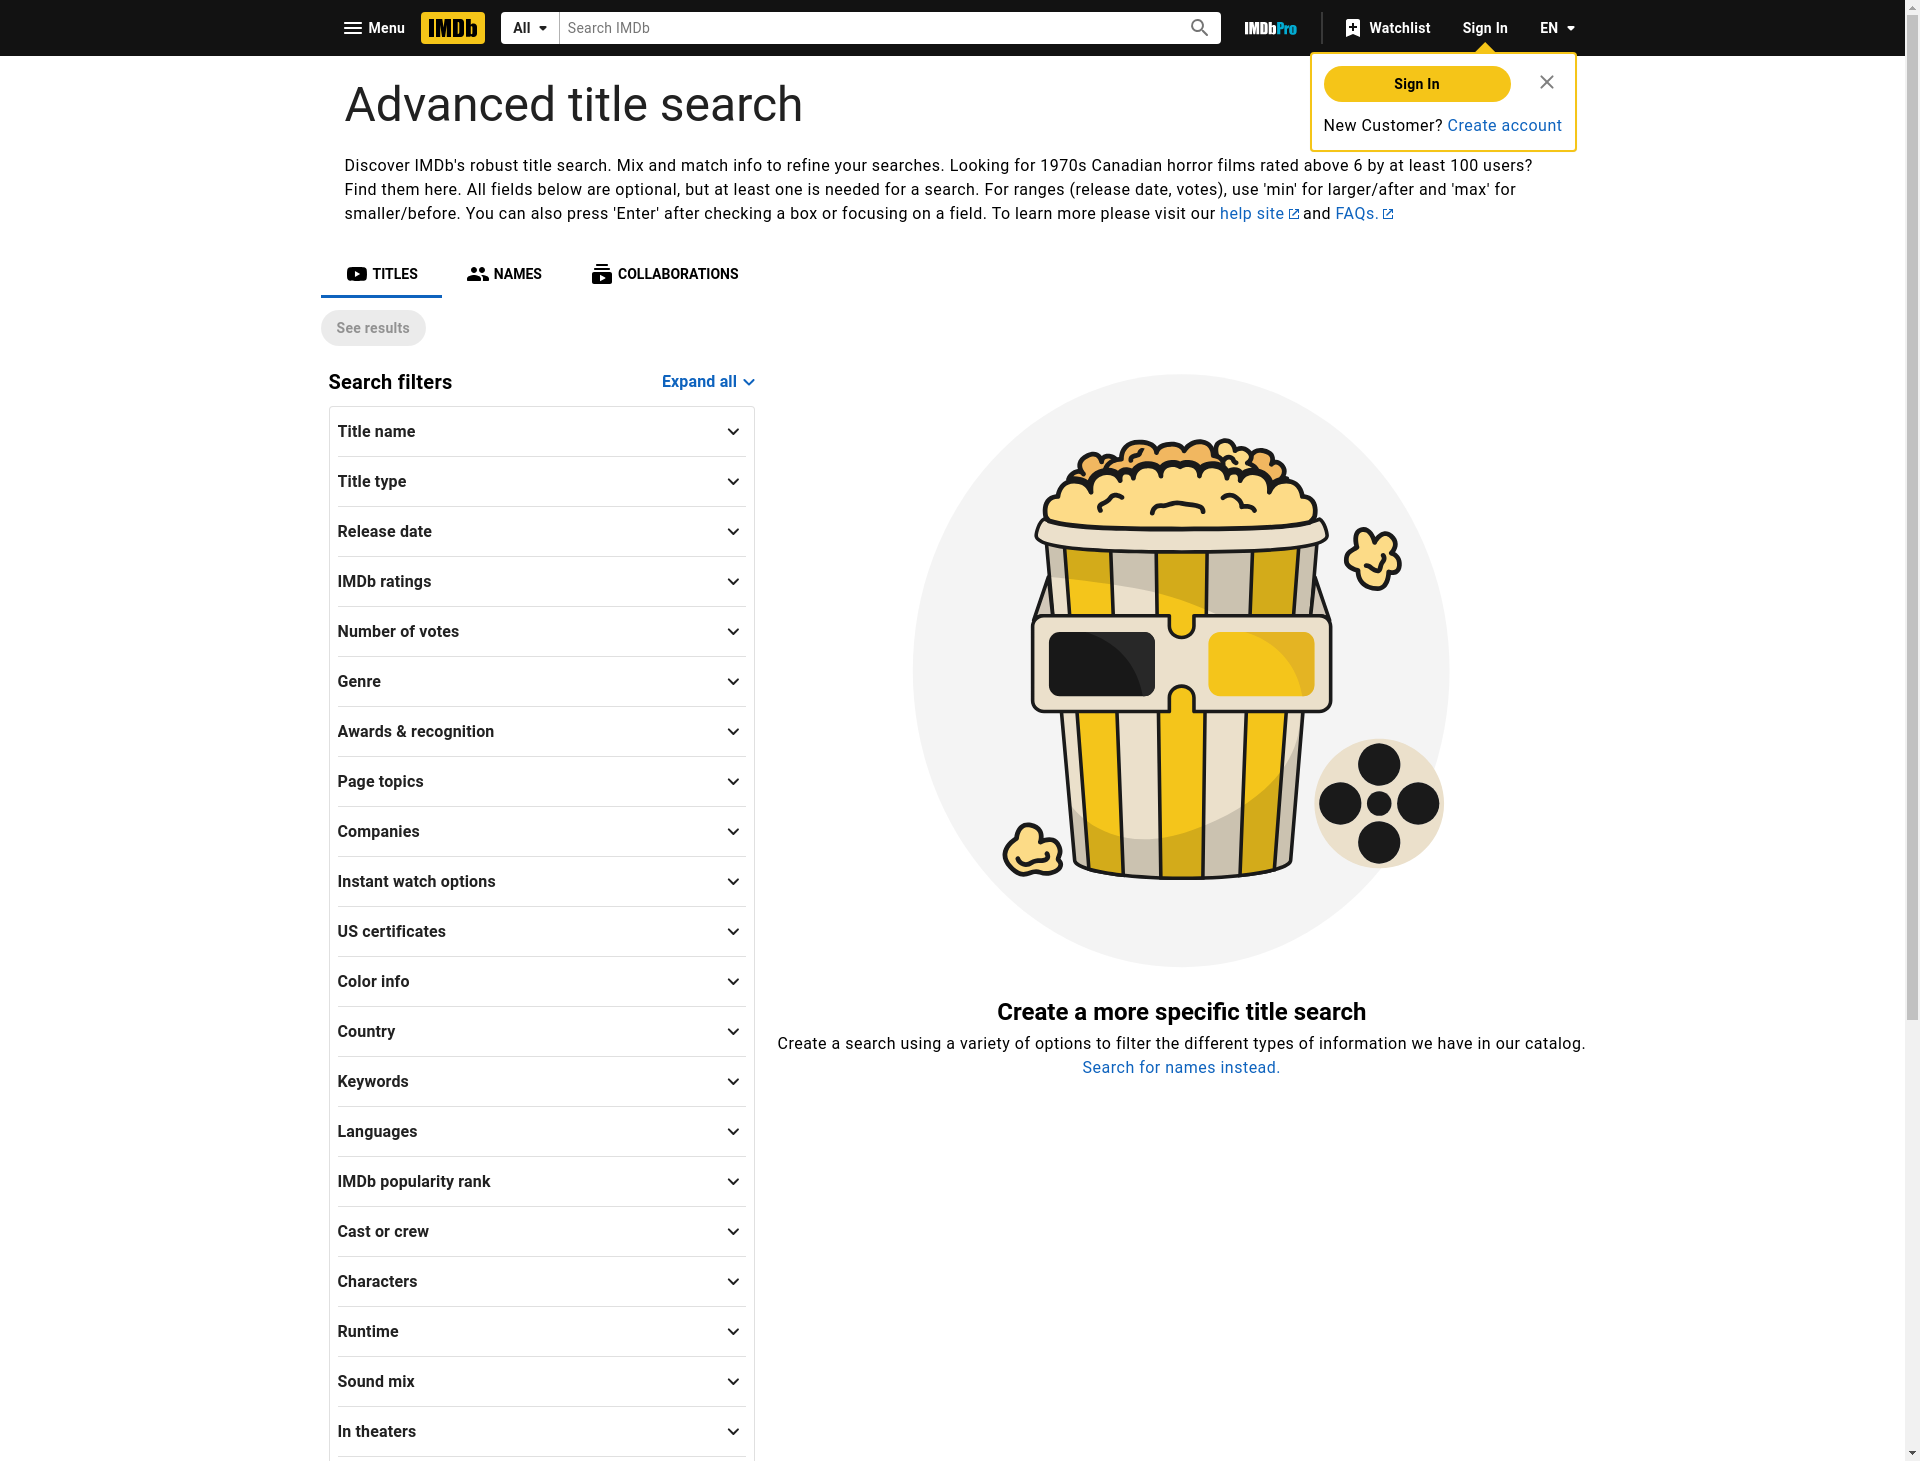 Menu IMDb All Search IMDb IMDbPro Watchlist Sign In EN
Sign In
New Customer? Create account
Advanced title search
Discover IMDb's robust title search. Mix and match info to refine your searches. Looking for 1970s Canadian horror films rated above 6 by at least 100 users?
Find them here. All fields below are optional, but at least one is needed for a search. For ranges (release date, votes), use 'min' for larger/after and 'max' for
smaller/before. You can also press 'Enter' after checking a box or focusing on a field. To learn more please visit our help site and FAQs.
TITLES NAMES COLLABORATIONS
See results
Search filters Expand all
Title name
Title type
Release date
IMDb ratings
Number of votes
Genre
Awards & recognition
Page topics
Companies
Instant watch options
US certificates
Color info
Country
Keywords
Languages
IMDb popularity rank
Cast or crew
Characters
Runtime
Sound mix
In theaters
Create a more specific title search
Create a search using a variety of options to filter the different types of information we have in our catalog.
Search for names instead.